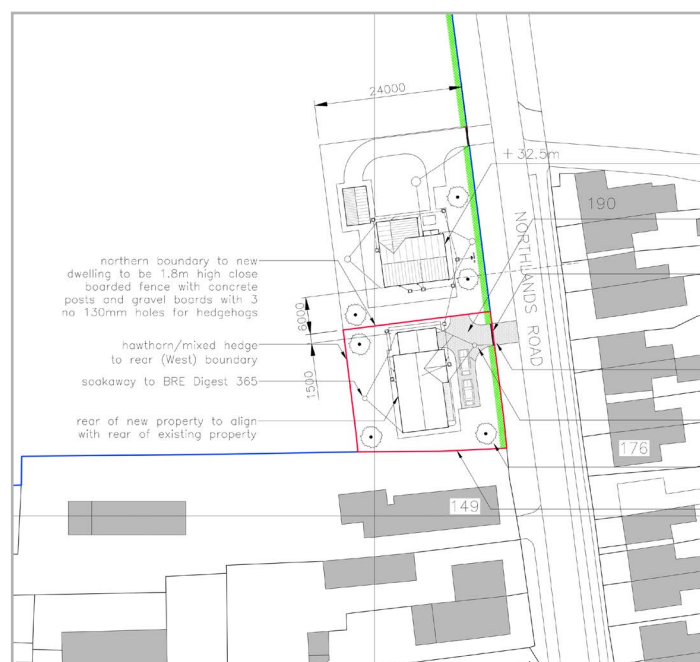 24000
+ 32.5m
190
NORTHLANDS ROAD
northern boundary to new
dwelling to be 1.8m high close
boarded fence with concrete
posts and gravel boards with 3
no 130mm holes for hedgehogs
6000
hawthorn/mixed hedge
to rear (West) boundary
1500
soakaway to BRE Digest 365
rear of new property to align
with rear of existing property
176
149